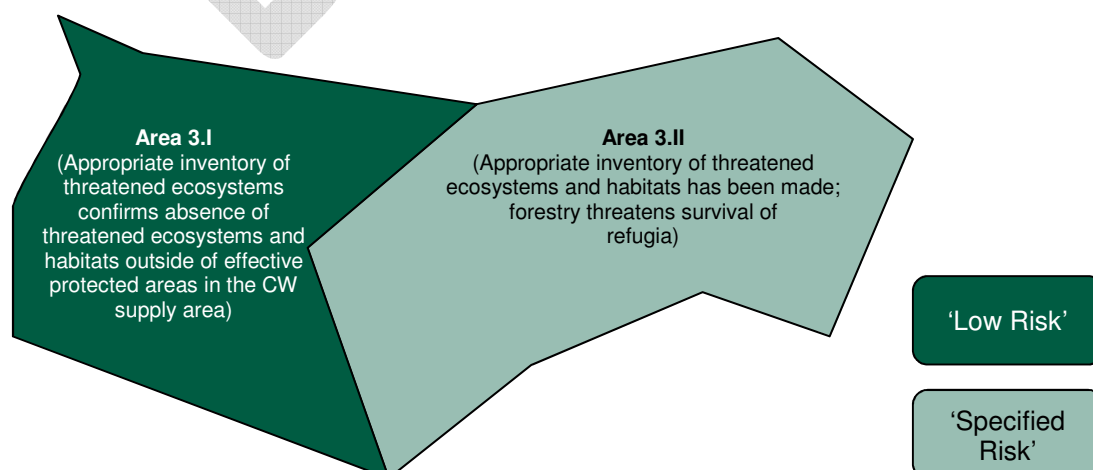 Area 3.I
(Appropriate inventory of
threatened ecosystems
confirms absence of
threatened ecosystems and
habitats outside of effective
protected areas in the CW
supply area)
Area 3.II
(Appropriate inventory of threatened
ecosystems and habitats has been made;
forestry threatens survival of
refugia)
‘Low Risk’
‘Specified
Risk’